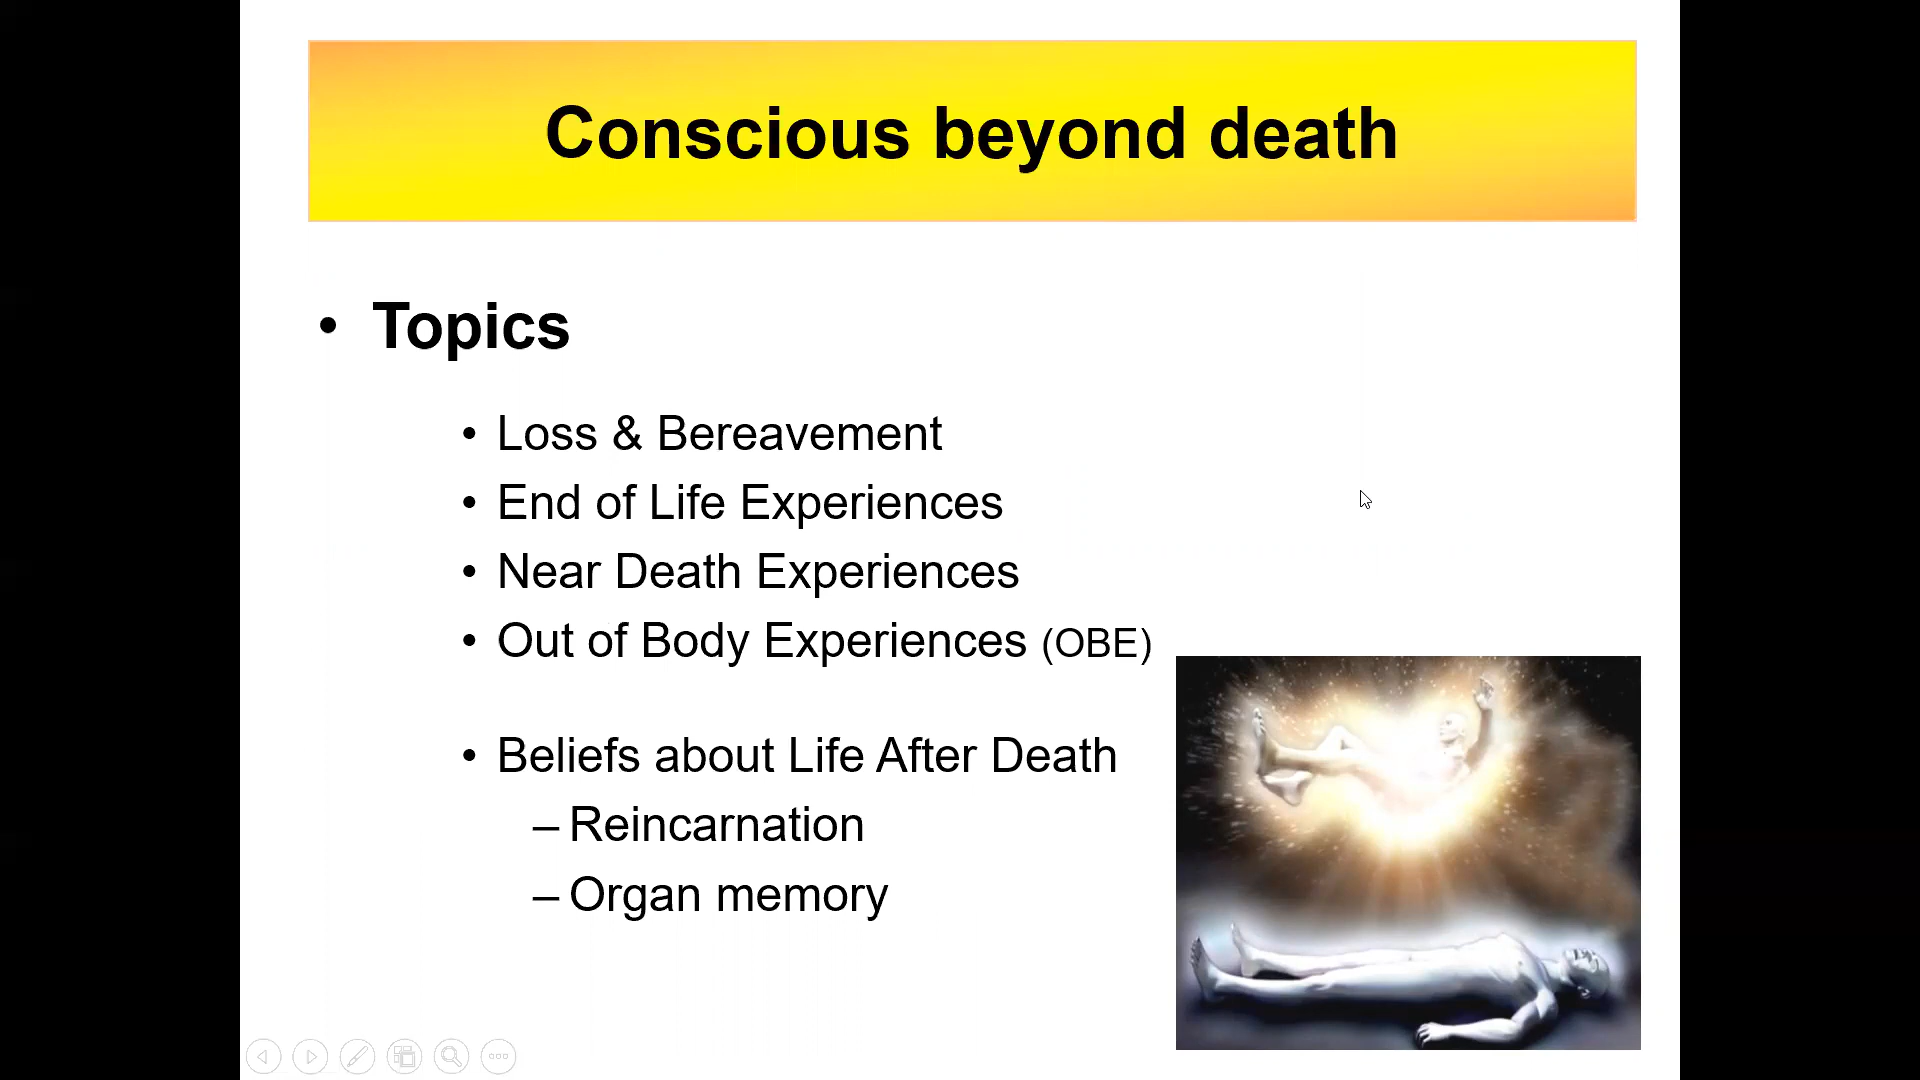 Conscious beyond death
• Topics
• Loss & Bereavement
• End of Life Experiences
• Near Death Experiences
• Out of Body Experiences (OBE)
• Beliefs about Life After Death
– Reincarnation
– Organ memory